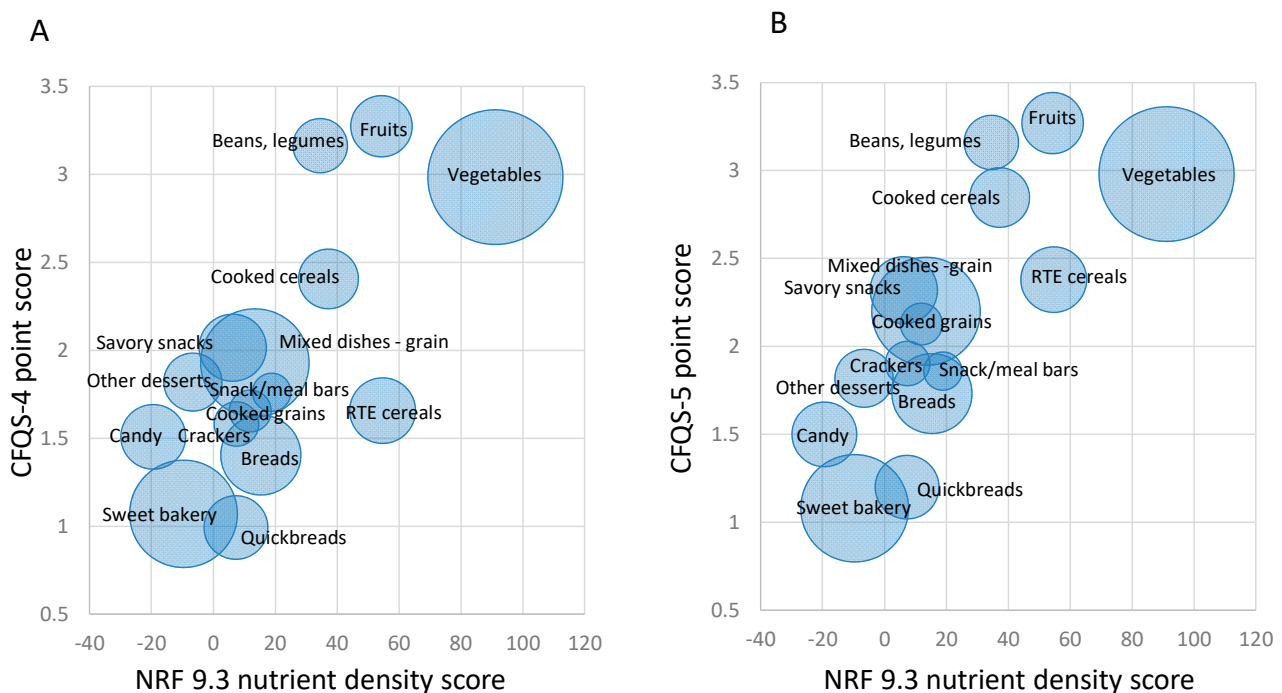 A
CFQS-4 point score
3.5
3
2.5
2
1.5
1
0.5
Beans, legumes
Fruits
Vegetables
Cooked cereals
Savory snacks
Mixed dishes - grain
Other desserts
Snack/meal bars
Cooked grains
RTE cereals
Candy
Crackers
Breads
Sweet bakery
Quickbreads
-40
-20
0
20
40
60
80
100
120
NRF 9.3 nutrient density score
B
CFQS-5 point score
3.5
3
2.5
2
1.5
1
0.5
Fruits
Beans, legumes
Vegetables
Cooked cereals
Mixed dishes -grain
RTE cereals
Savory snacks
Cooked grains
Crackers
Snack/meal bars
Other desserts
Breads
Candy
Quickbreads
Sweet bakery
-40
-20
0
20
40
60
80
100
120
NRF 9.3 nutrient density score